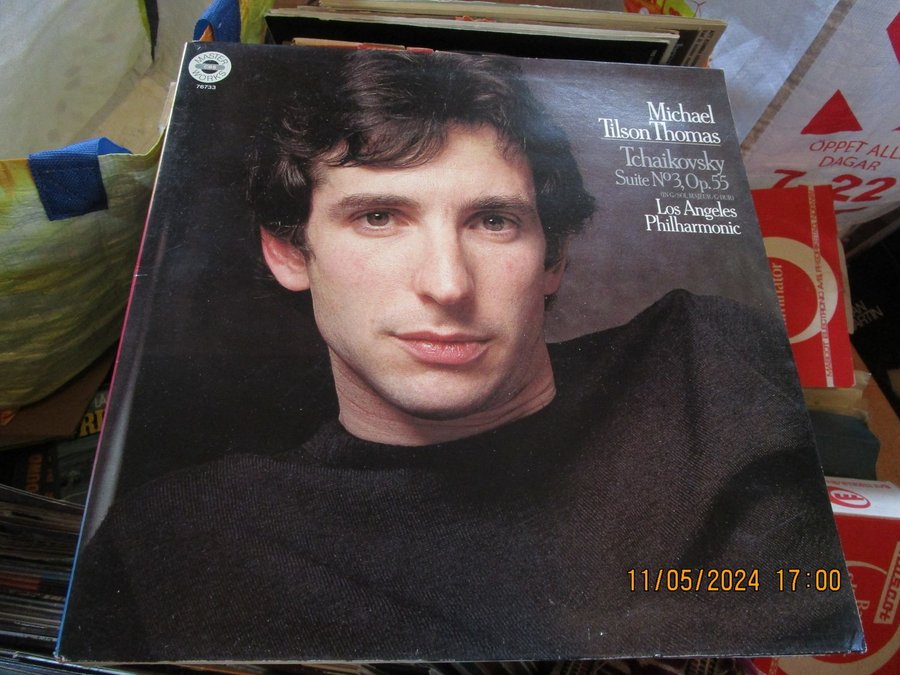 MASTER
WORKS
76733
Michael
Tilson Thomas
Tchaikovsky
Suite Nº3, Op. 55
Los Angeles
Philharmonic
ÖPPET ALLA
DAGAR
7-22
11/05/2024 17:00